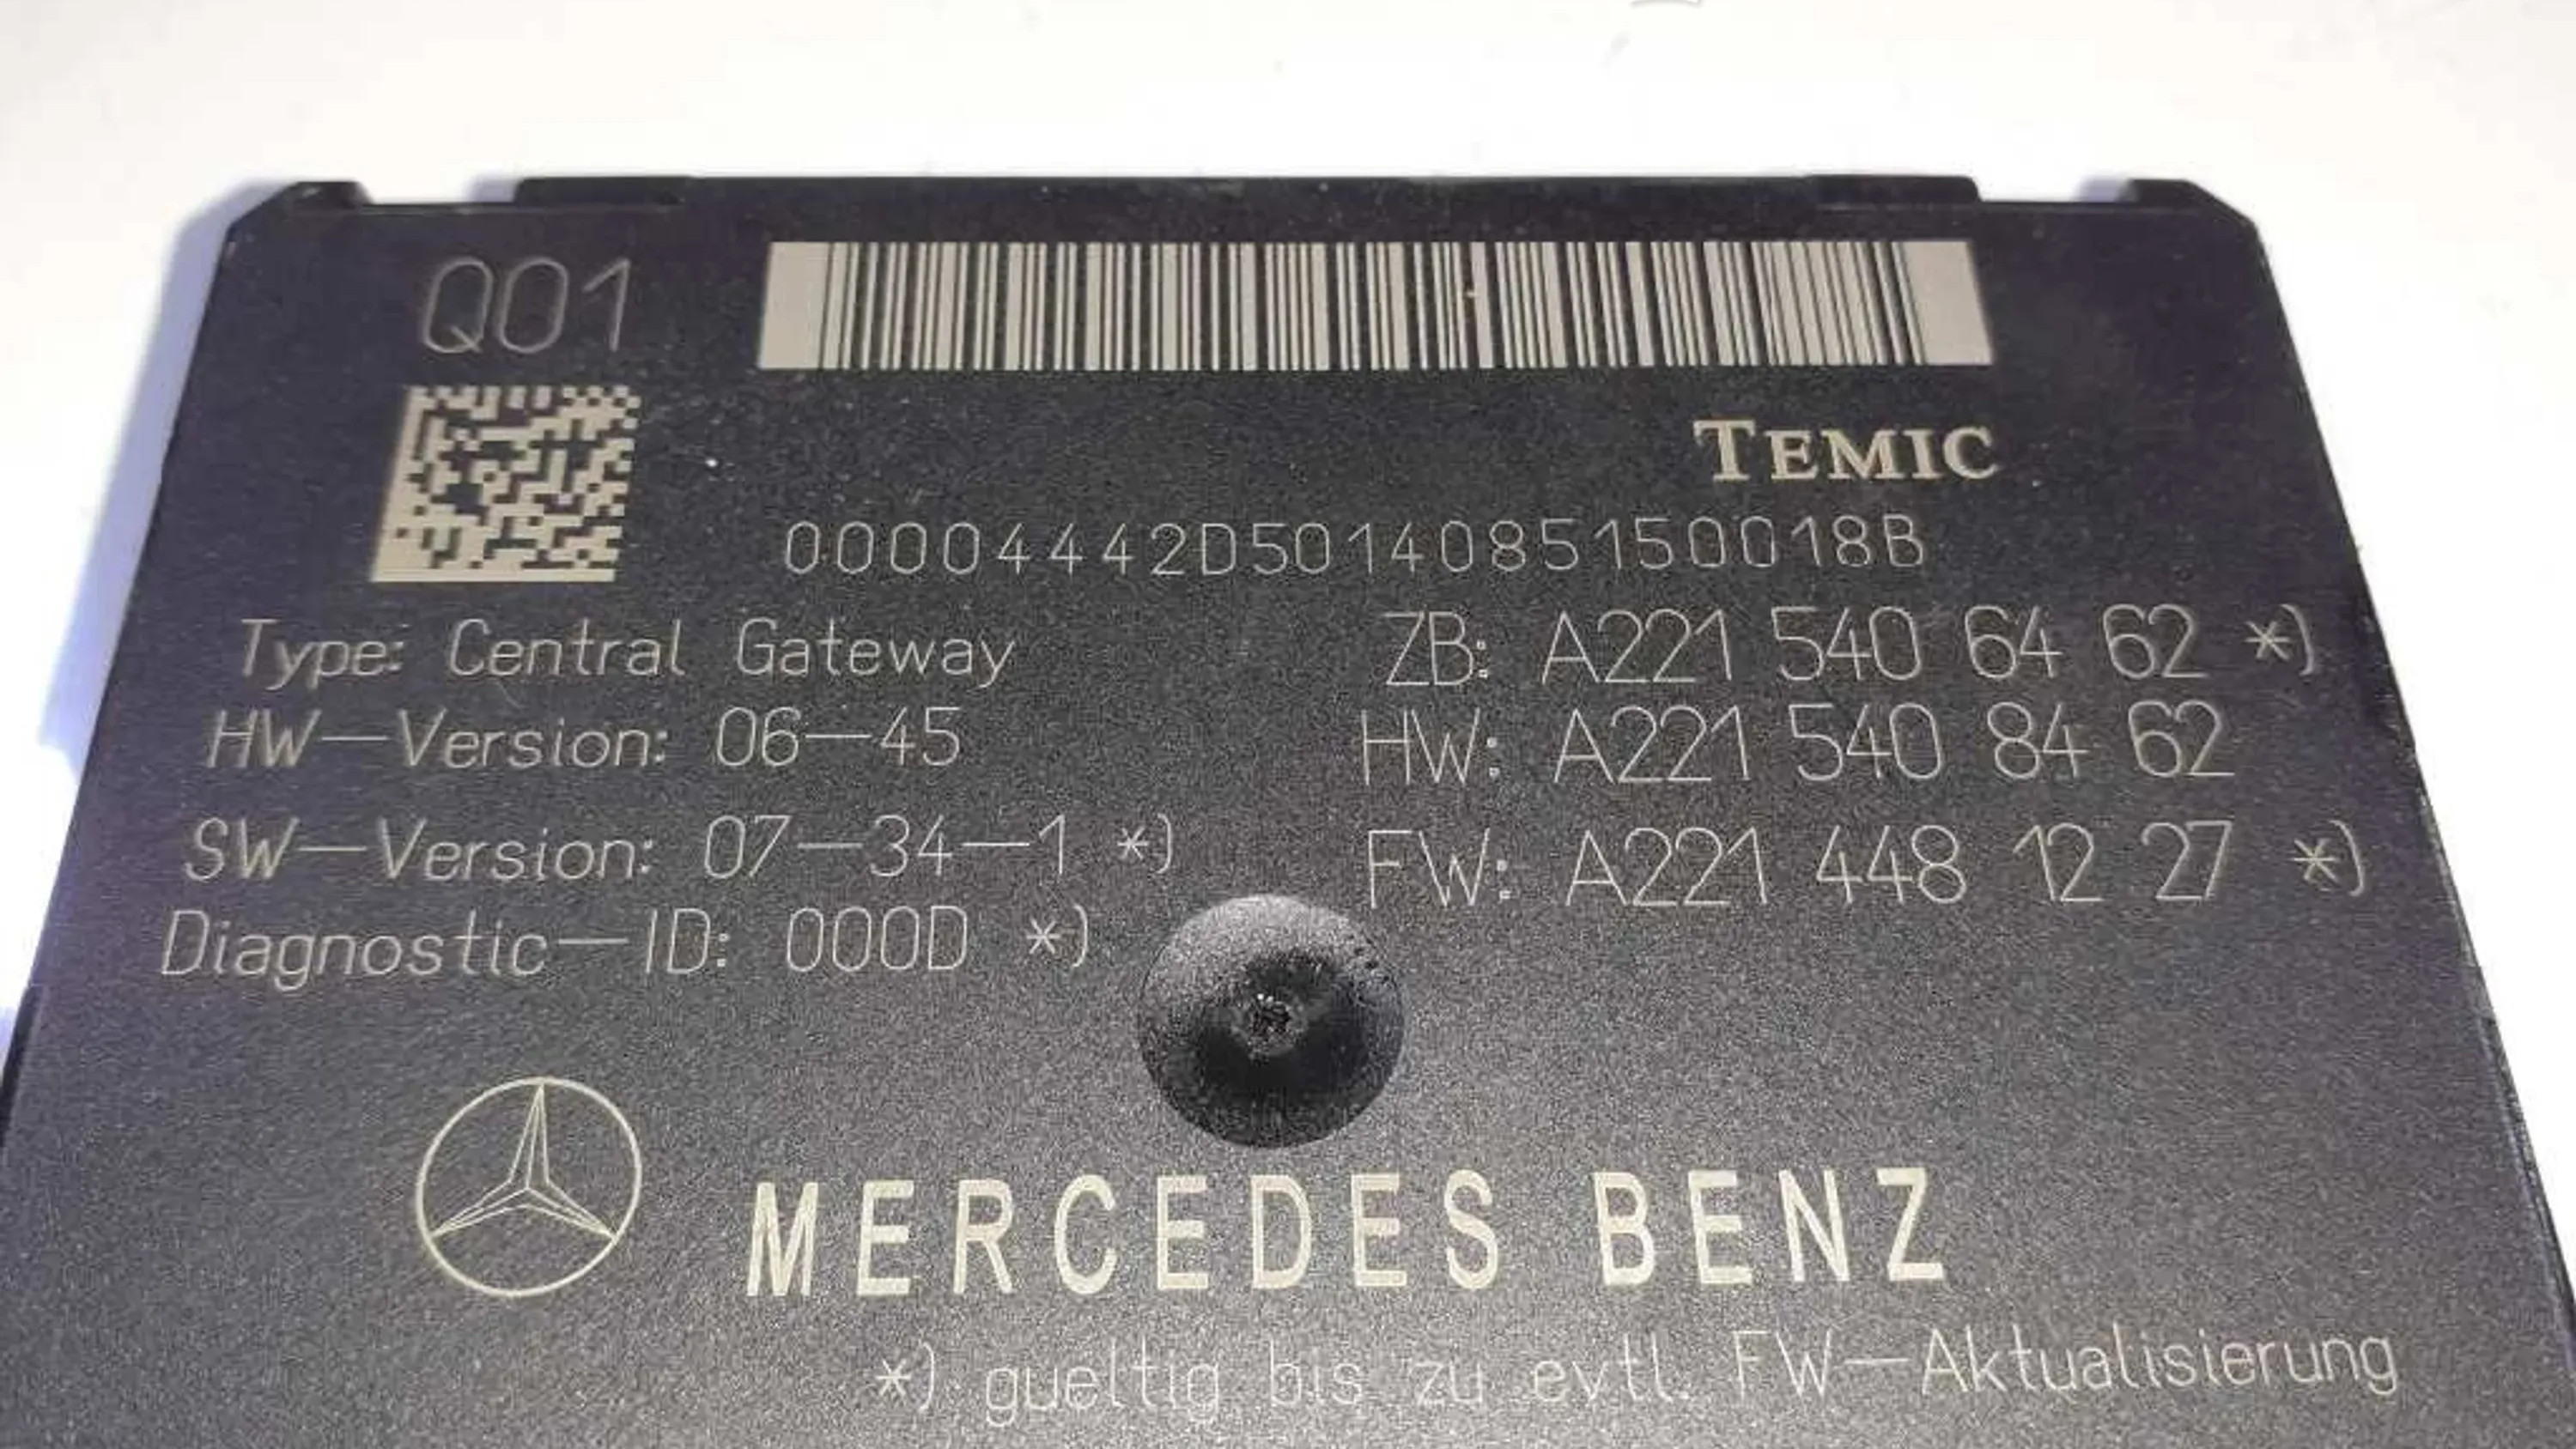 Q01
TEMIC
00004442D5014085150018B
Type: Central Gateway
ZB: A221 540 64 62 *)
HW-Version: 06-45
HW: A221 540 84 62
SW-Version: 07-34-1 *)
FW: A221 448 12 27 *)
Diagnostic-ID: 000D *)
MERCEDES BENZ
*) gueltig bis zu evtl. FW-Aktualisierung